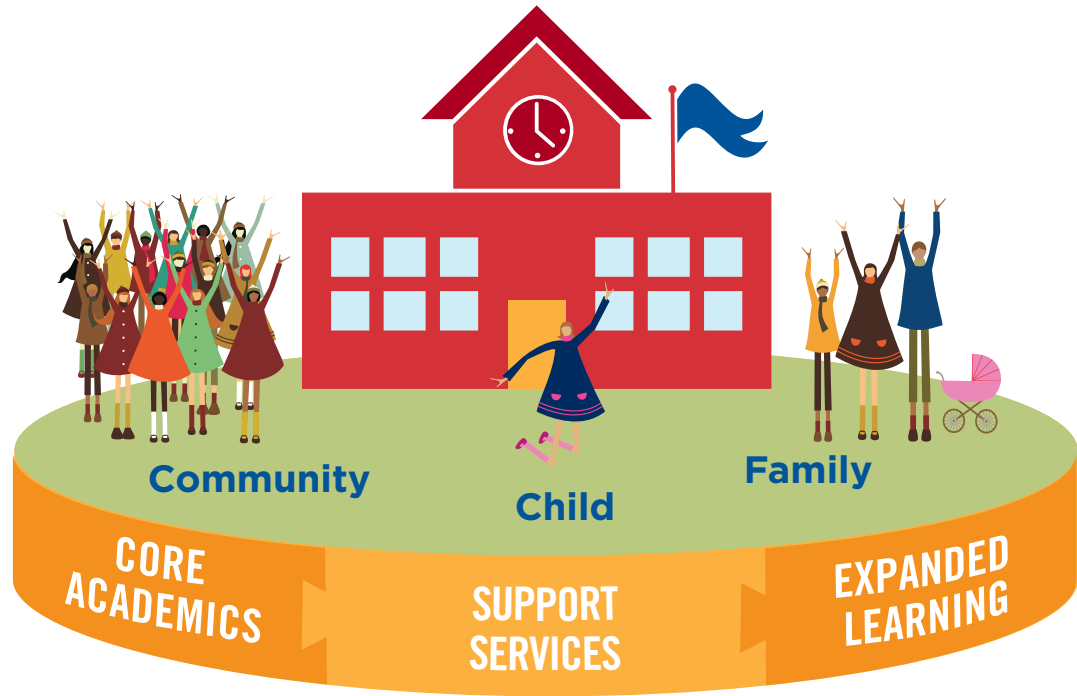 Community
Child
Family
CORE
ACADEMICS
SUPPORT
SERVICES
EXPANDED
LEARNING